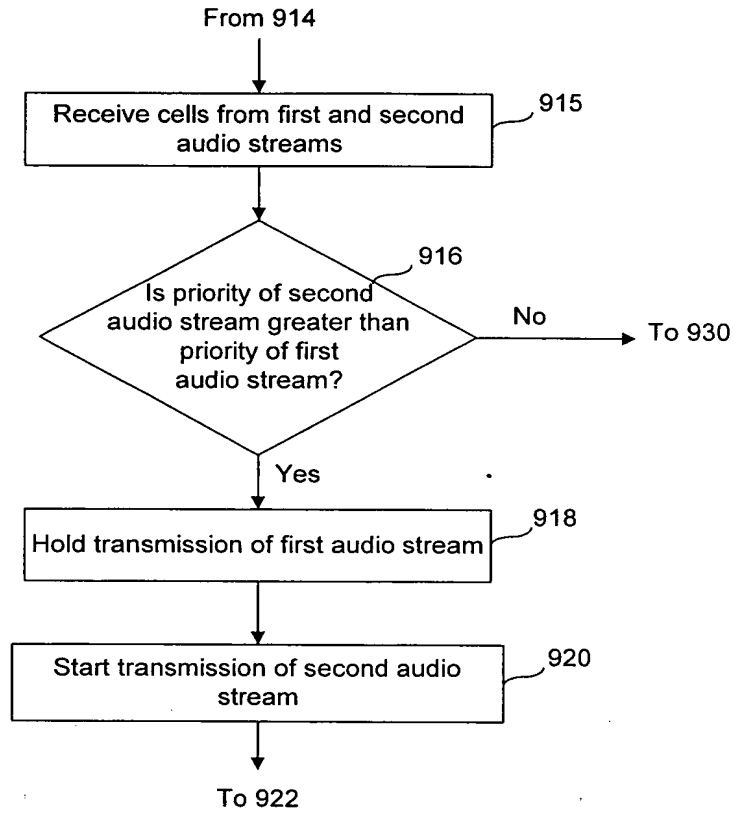 From 914
Receive cells from first and second
audio streams
915
916
Is priority of second
audio stream greater than
priority of first
audio stream?
No
To 930
Yes
Hold transmission of first audio stream
918
Start transmission of second audio
stream
920
To 922